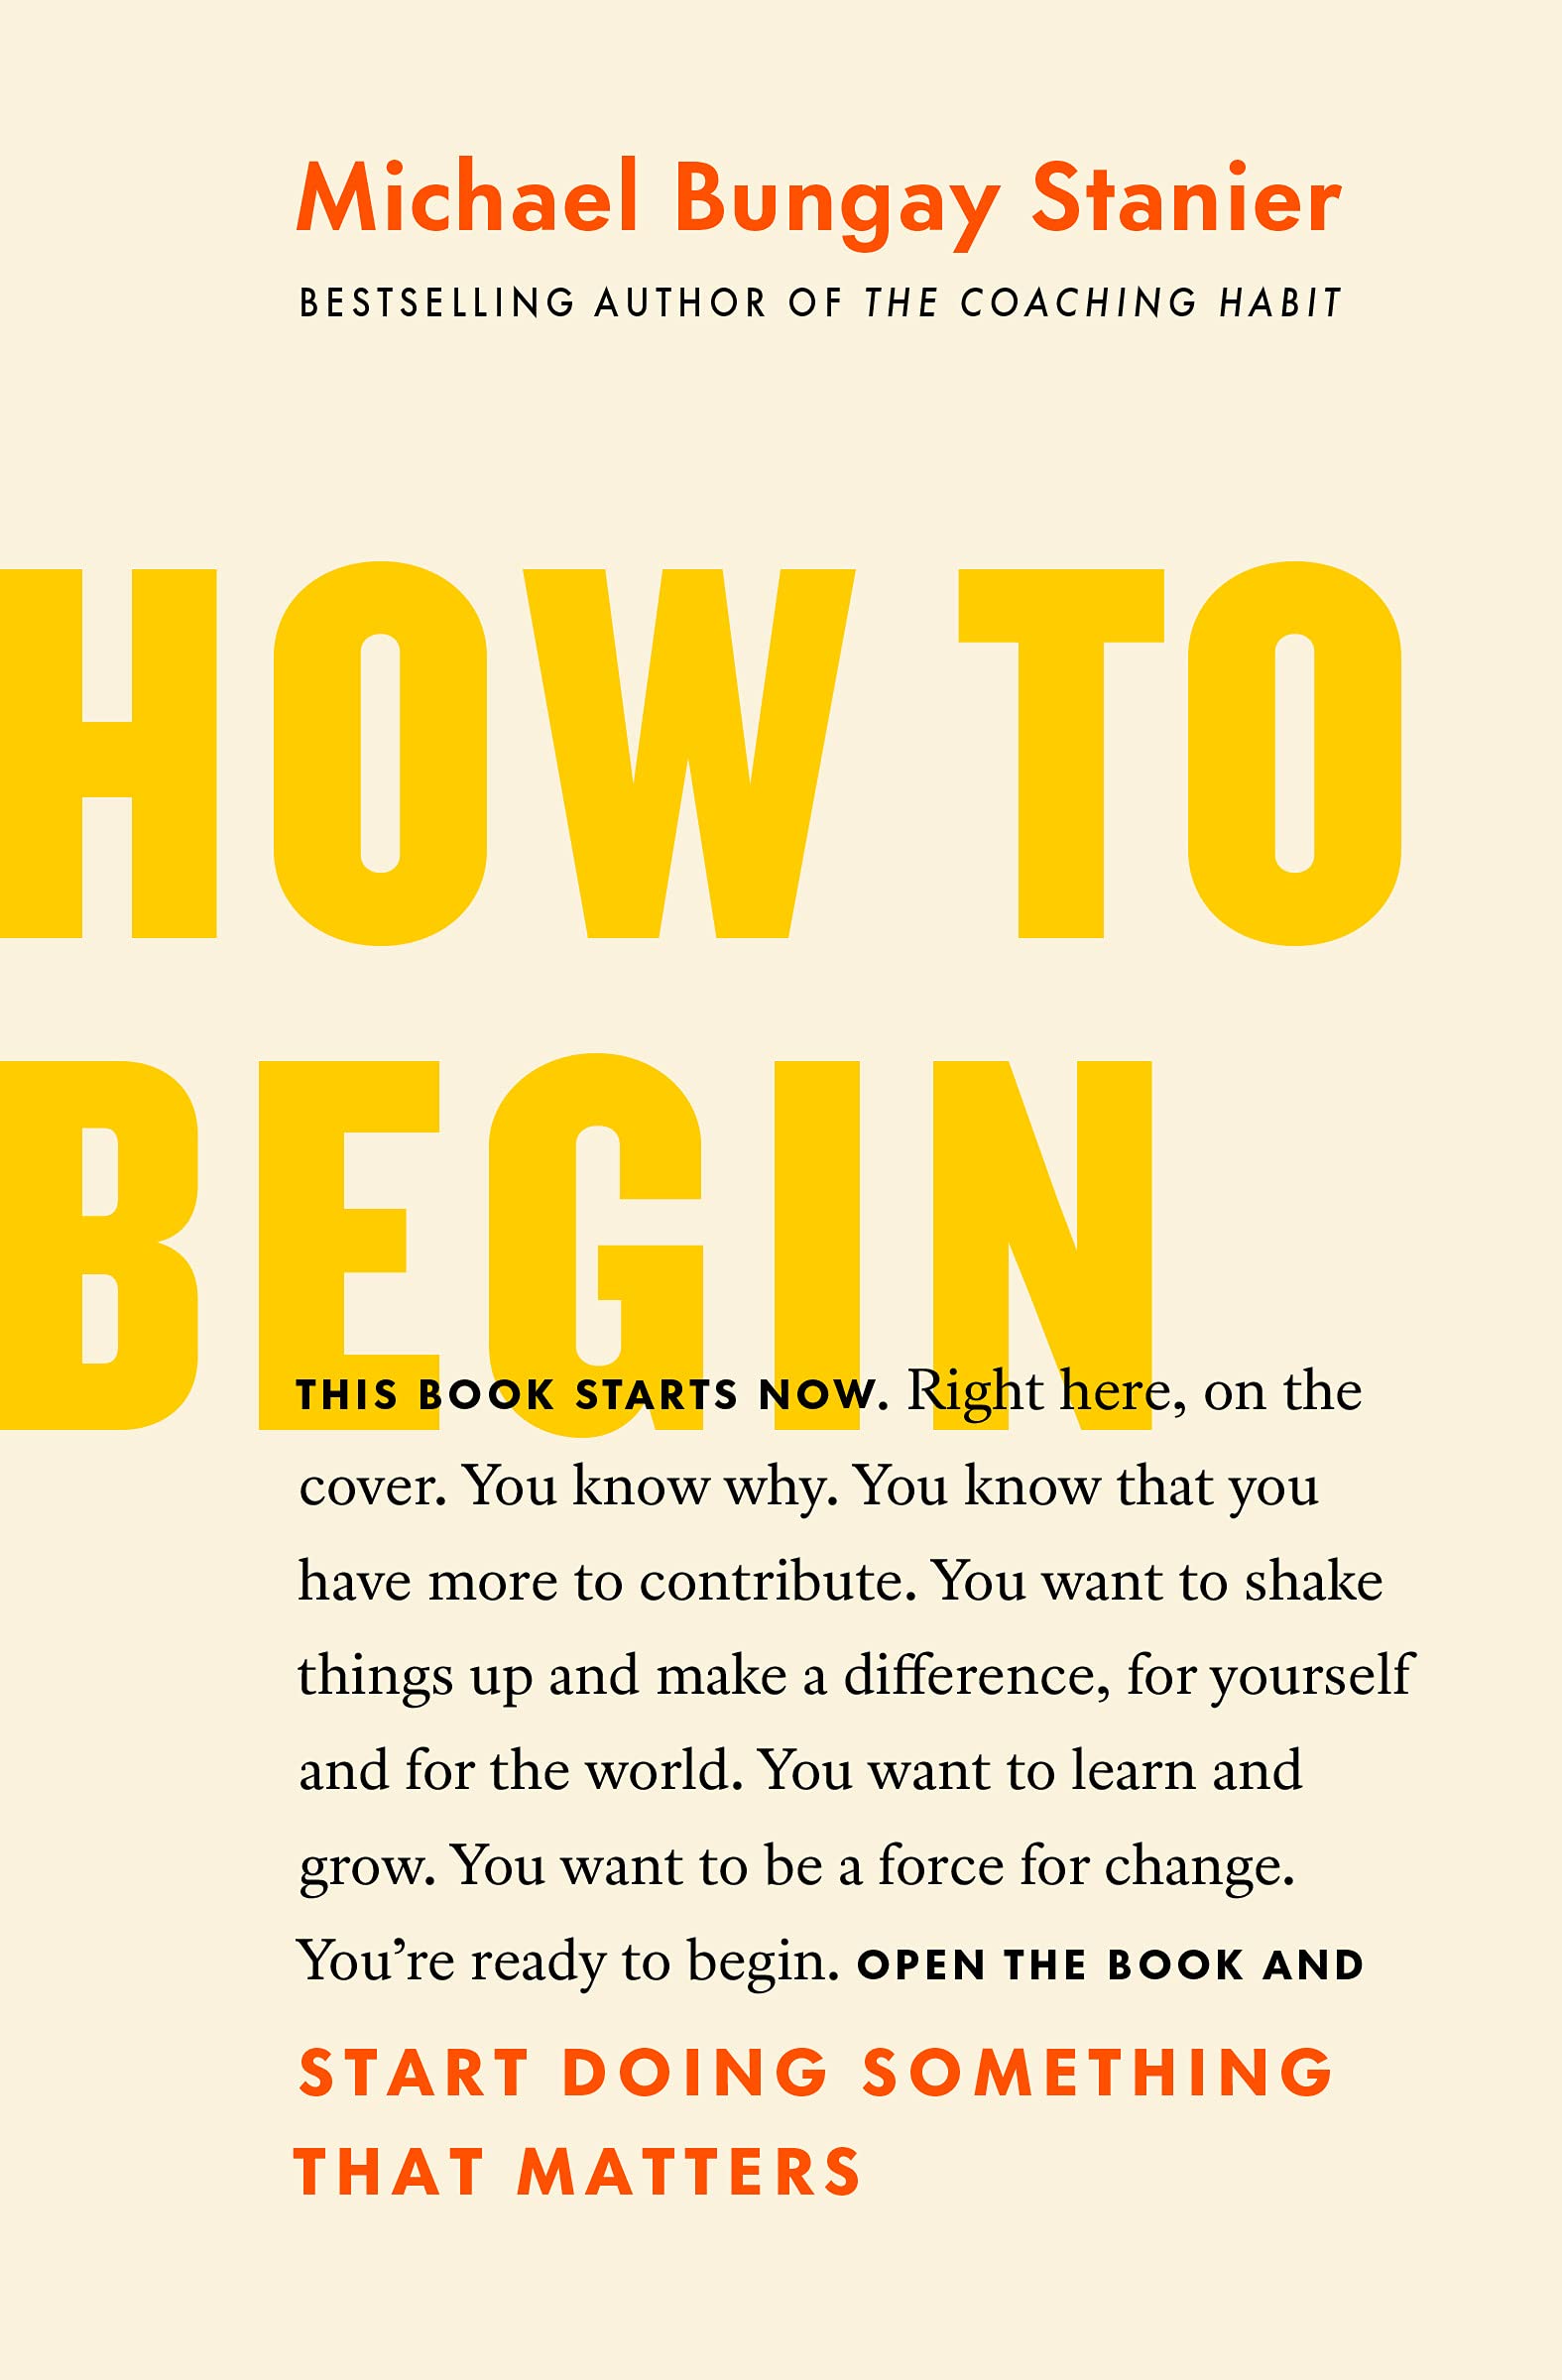 Michael Bungay Stanier
BESTSELLING AUTHOR OF THE COACHING HABIT
HOW TO
BEGIN
THIS BOOK STARTS NOW. Right here, on the
cover. You know why. You know that you
have more to contribute. You want to shake
things up and make a difference, for yourself
and for the world. You want to learn and
grow. You want to be a force for change.
You’re ready to begin. OPEN THE BOOK AND
START DOING SOMETHING
THAT MATTERS